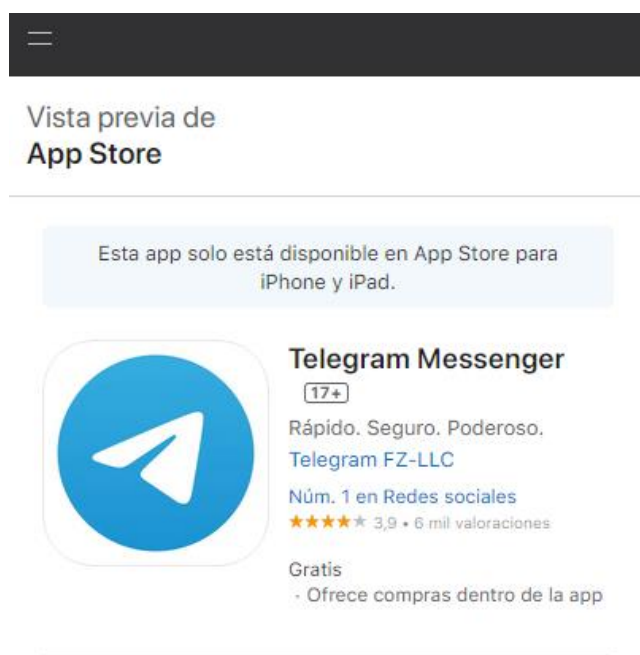 Vista previa de
App Store
Esta app solo está disponible en App Store para
iPhone y iPad.
Telegram Messenger
17+
Rápido. Seguro. Poderoso.
Telegram FZ-LLC
Núm. 1 en Redes sociales
★★★★★ 3,9 • 6 mil valoraciones
Gratis
· Ofrece compras dentro de la app